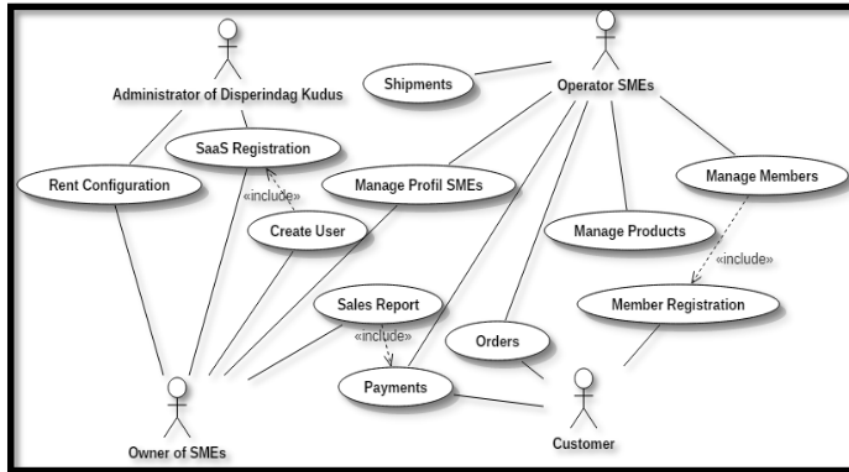 Administrator of Disperindag Kudus
Operator SMEs
Shipments
SaaS Registration
Rent Configuration
Manage Profil SMEs
Manage Members
«include»
Create User
Manage Products
«include»
Sales Report
Member Registration
«include»
Orders
Payments
Owner of SMEs
Customer